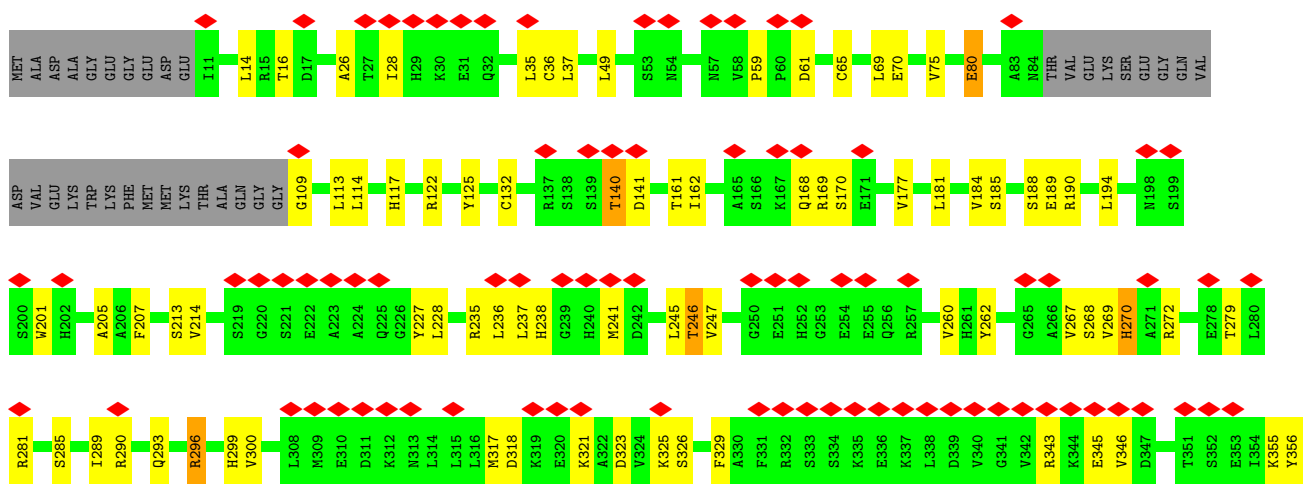 MET ALA ASP ALA GLY GLU GLY GLU ASP GLU I11 L14 R15 T16 D17 A26 T27 I28 H29 K30 E31 Q32 L35 C36 L37 L49 S53 N54 N57 V58 P59 P60 D61 C65 L69 E70 V75 E80 A83 N84 THR VAL GLU LYS SER GLU GLY GLN VAL
ASP VAL GLU LYS TRP LYS PHE MET MET LYS THR ALA GLN GLY GLY G109 L113 L114 H117 R122 Y125 C132 R137 S138 S139 T140 D141 T161 I162 A165 S166 K167 Q168 R169 S170 E171 V177 L181 V184 S185 S188 E189 R190 L194 N198 S199
S200 W201 H202 A205 A206 F207 S213 V214 S219 G220 S221 E222 A223 A224 Q225 G226 Y227 L228 R235 L236 L237 H238 G239 H240 M241 D242 L245 T246 V247 G250 E251 H252 G253 E254 E255 Q256 R257 V260 H261 Y262 G265 A266 V267 S268 V269 H270 A271 R272 E278 T279 L280
R281 S285 I289 R290 Q293 R296 H299 V300 L308 M309 E310 D311 K312 N313 L314 L315 L316 M317 D318 K319 E320 K321 A322 D323 V324 K325 S326 F329 A330 F331 R332 S333 S334 K335 E336 K337 L338 D339 V340 G341 V342 R343 K344 E345 V346 D347 T351 S352 E353 I354 K355 Y356